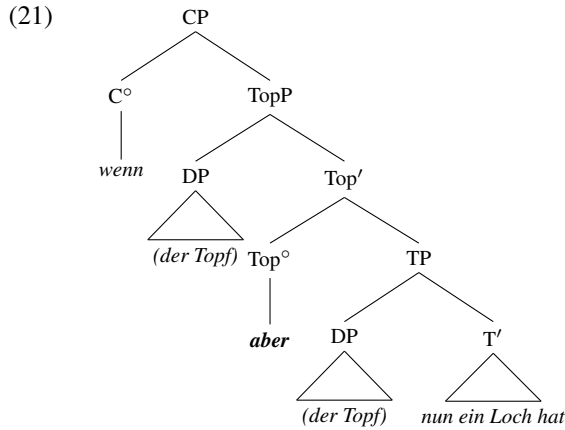 (21) CP
C° TopP
wenn
DP Top′
(der Topf) Top° TP
aber DP T′
(der Topf) nun ein Loch hat